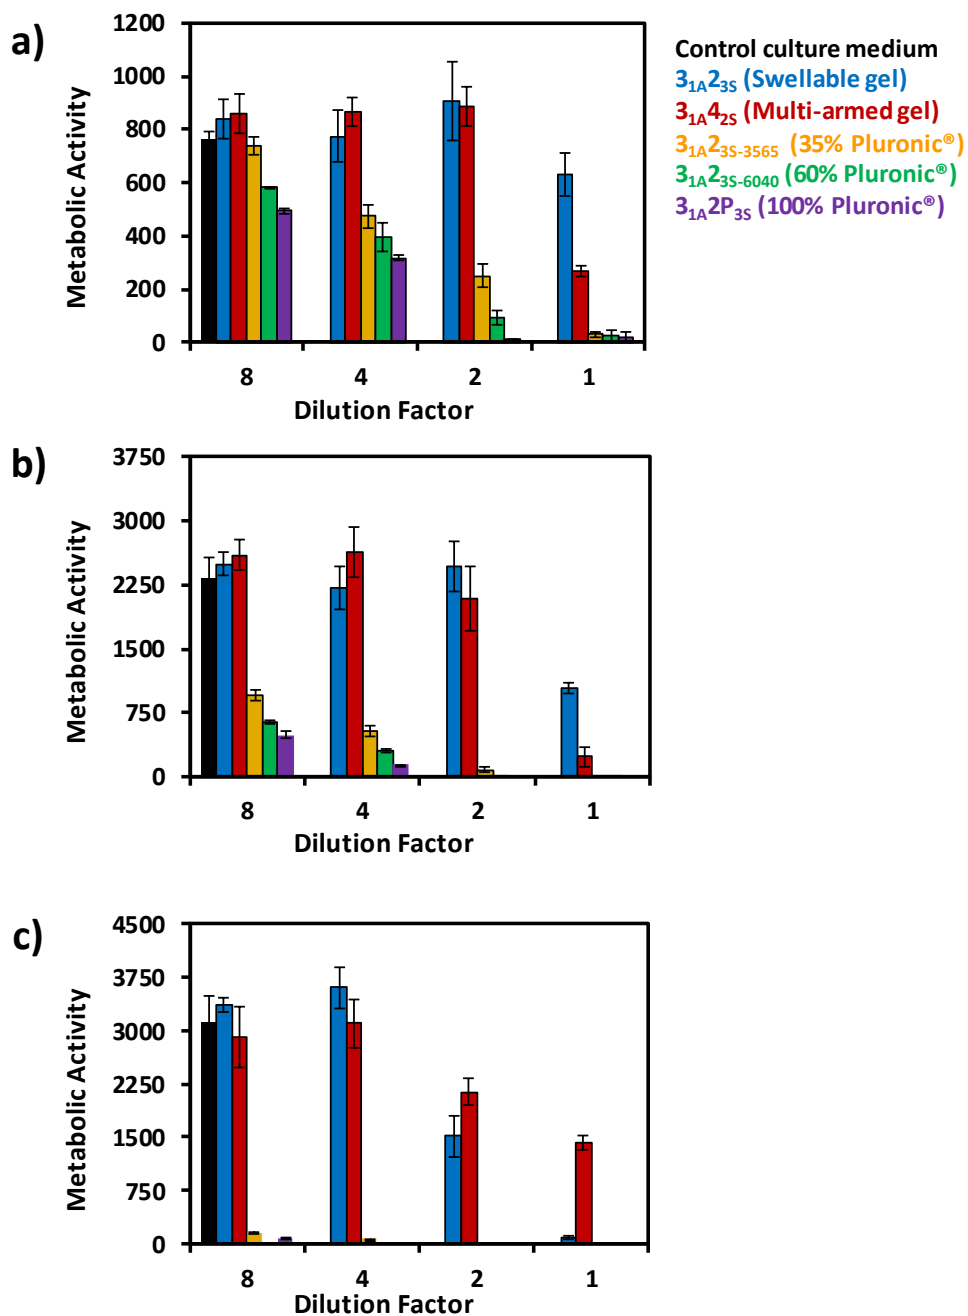 a)
Metabolic Activity
1200
1000
800
600
400
200
0
8 4 2 1
Dilution Factor
Control culture medium
3₁ₐ2₃ₛ (Swellable gel)
3₁ₐ4₂ₛ (Multi-armed gel)
3₁ₐ2₃ₛ₋₃₅₆₅ (35% Pluronic®)
3₁ₐ2₃ₛ₋₆₀₄₀ (60% Pluronic®)
3₁ₐ2P₃ₛ (100% Pluronic®)
b)
Metabolic Activity
3750
3000
2250
1500
750
0
8 4 2 1
Dilution Factor
c)
Metabolic Activity
4500
3750
3000
2250
1500
750
0
8 4 2 1
Dilution Factor